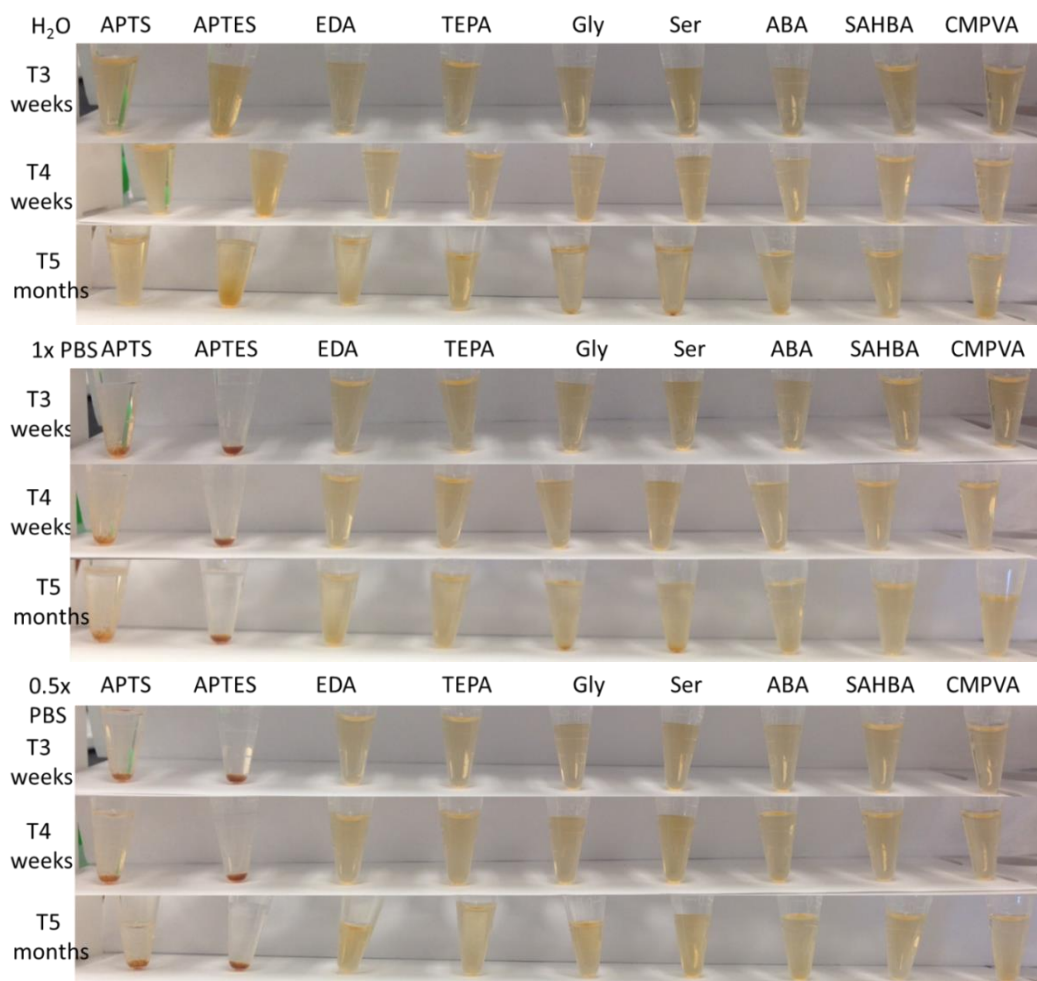 H₂O APTS APTES EDA TEPA Gly Ser ABA SAHBA CMPVA
T3
weeks
T4
weeks
T5
months
1x PBS APTS APTES EDA TEPA Gly Ser ABA SAHBA CMPVA
T3
weeks
T4
weeks
T5
months
0.5x APTS APTES EDA TEPA Gly Ser ABA SAHBA CMPVA
PBS
T3
weeks
T4
weeks
T5
months